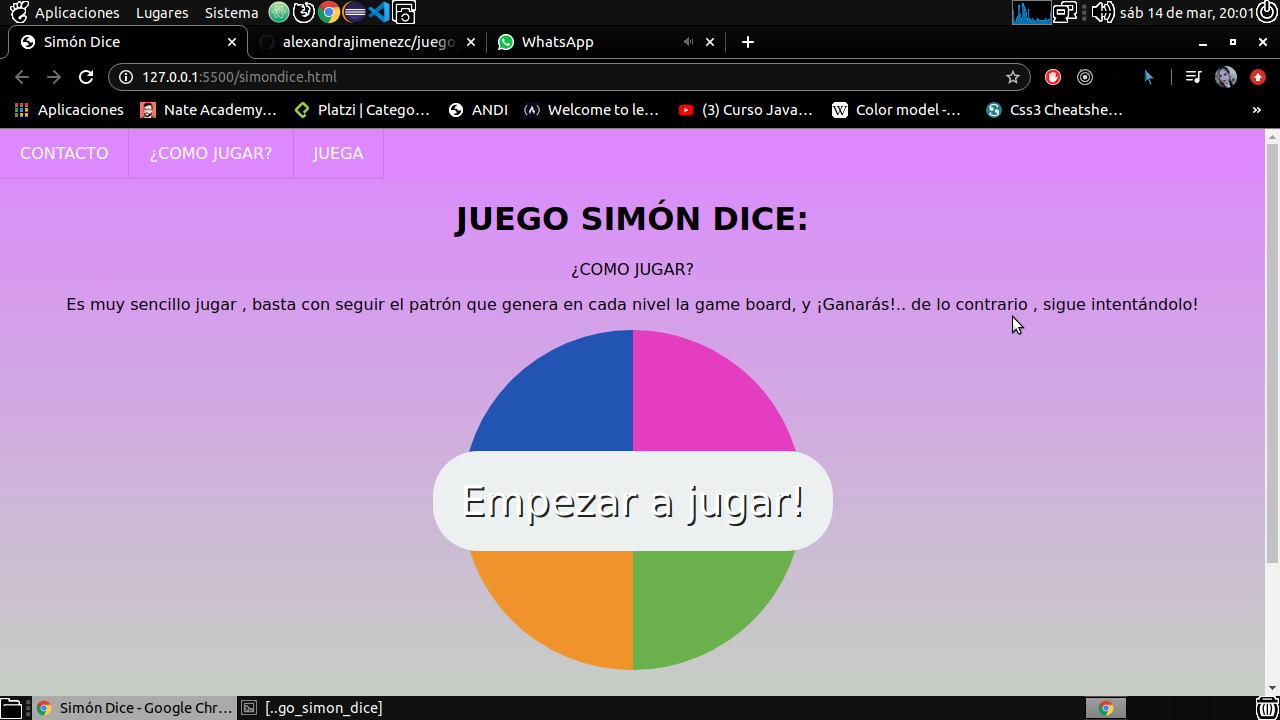 Aplicaciones Lugares Sistema sáb 14 de mar, 20:01
Simón Dice alexandrajimenezc/juego WhatsApp
127.0.0.1:5500/simondice.html
Aplicaciones Nate Academy... Platzi | Catego... ANDI Welcome to le... (3) Curso Java... Color model -... Css3 Cheatshe... »
CONTACTO ¿COMO JUGAR? JUEGA
JUEGO SIMÓN DICE:
¿COMO JUGAR?
Es muy sencillo jugar , basta con seguir el patrón que genera en cada nivel la game board, y ¡Ganarás!.. de lo contrario , sigue intentándolo!
Empezar a jugar!
Simón Dice - Google Chr... [..go_simon_dice]